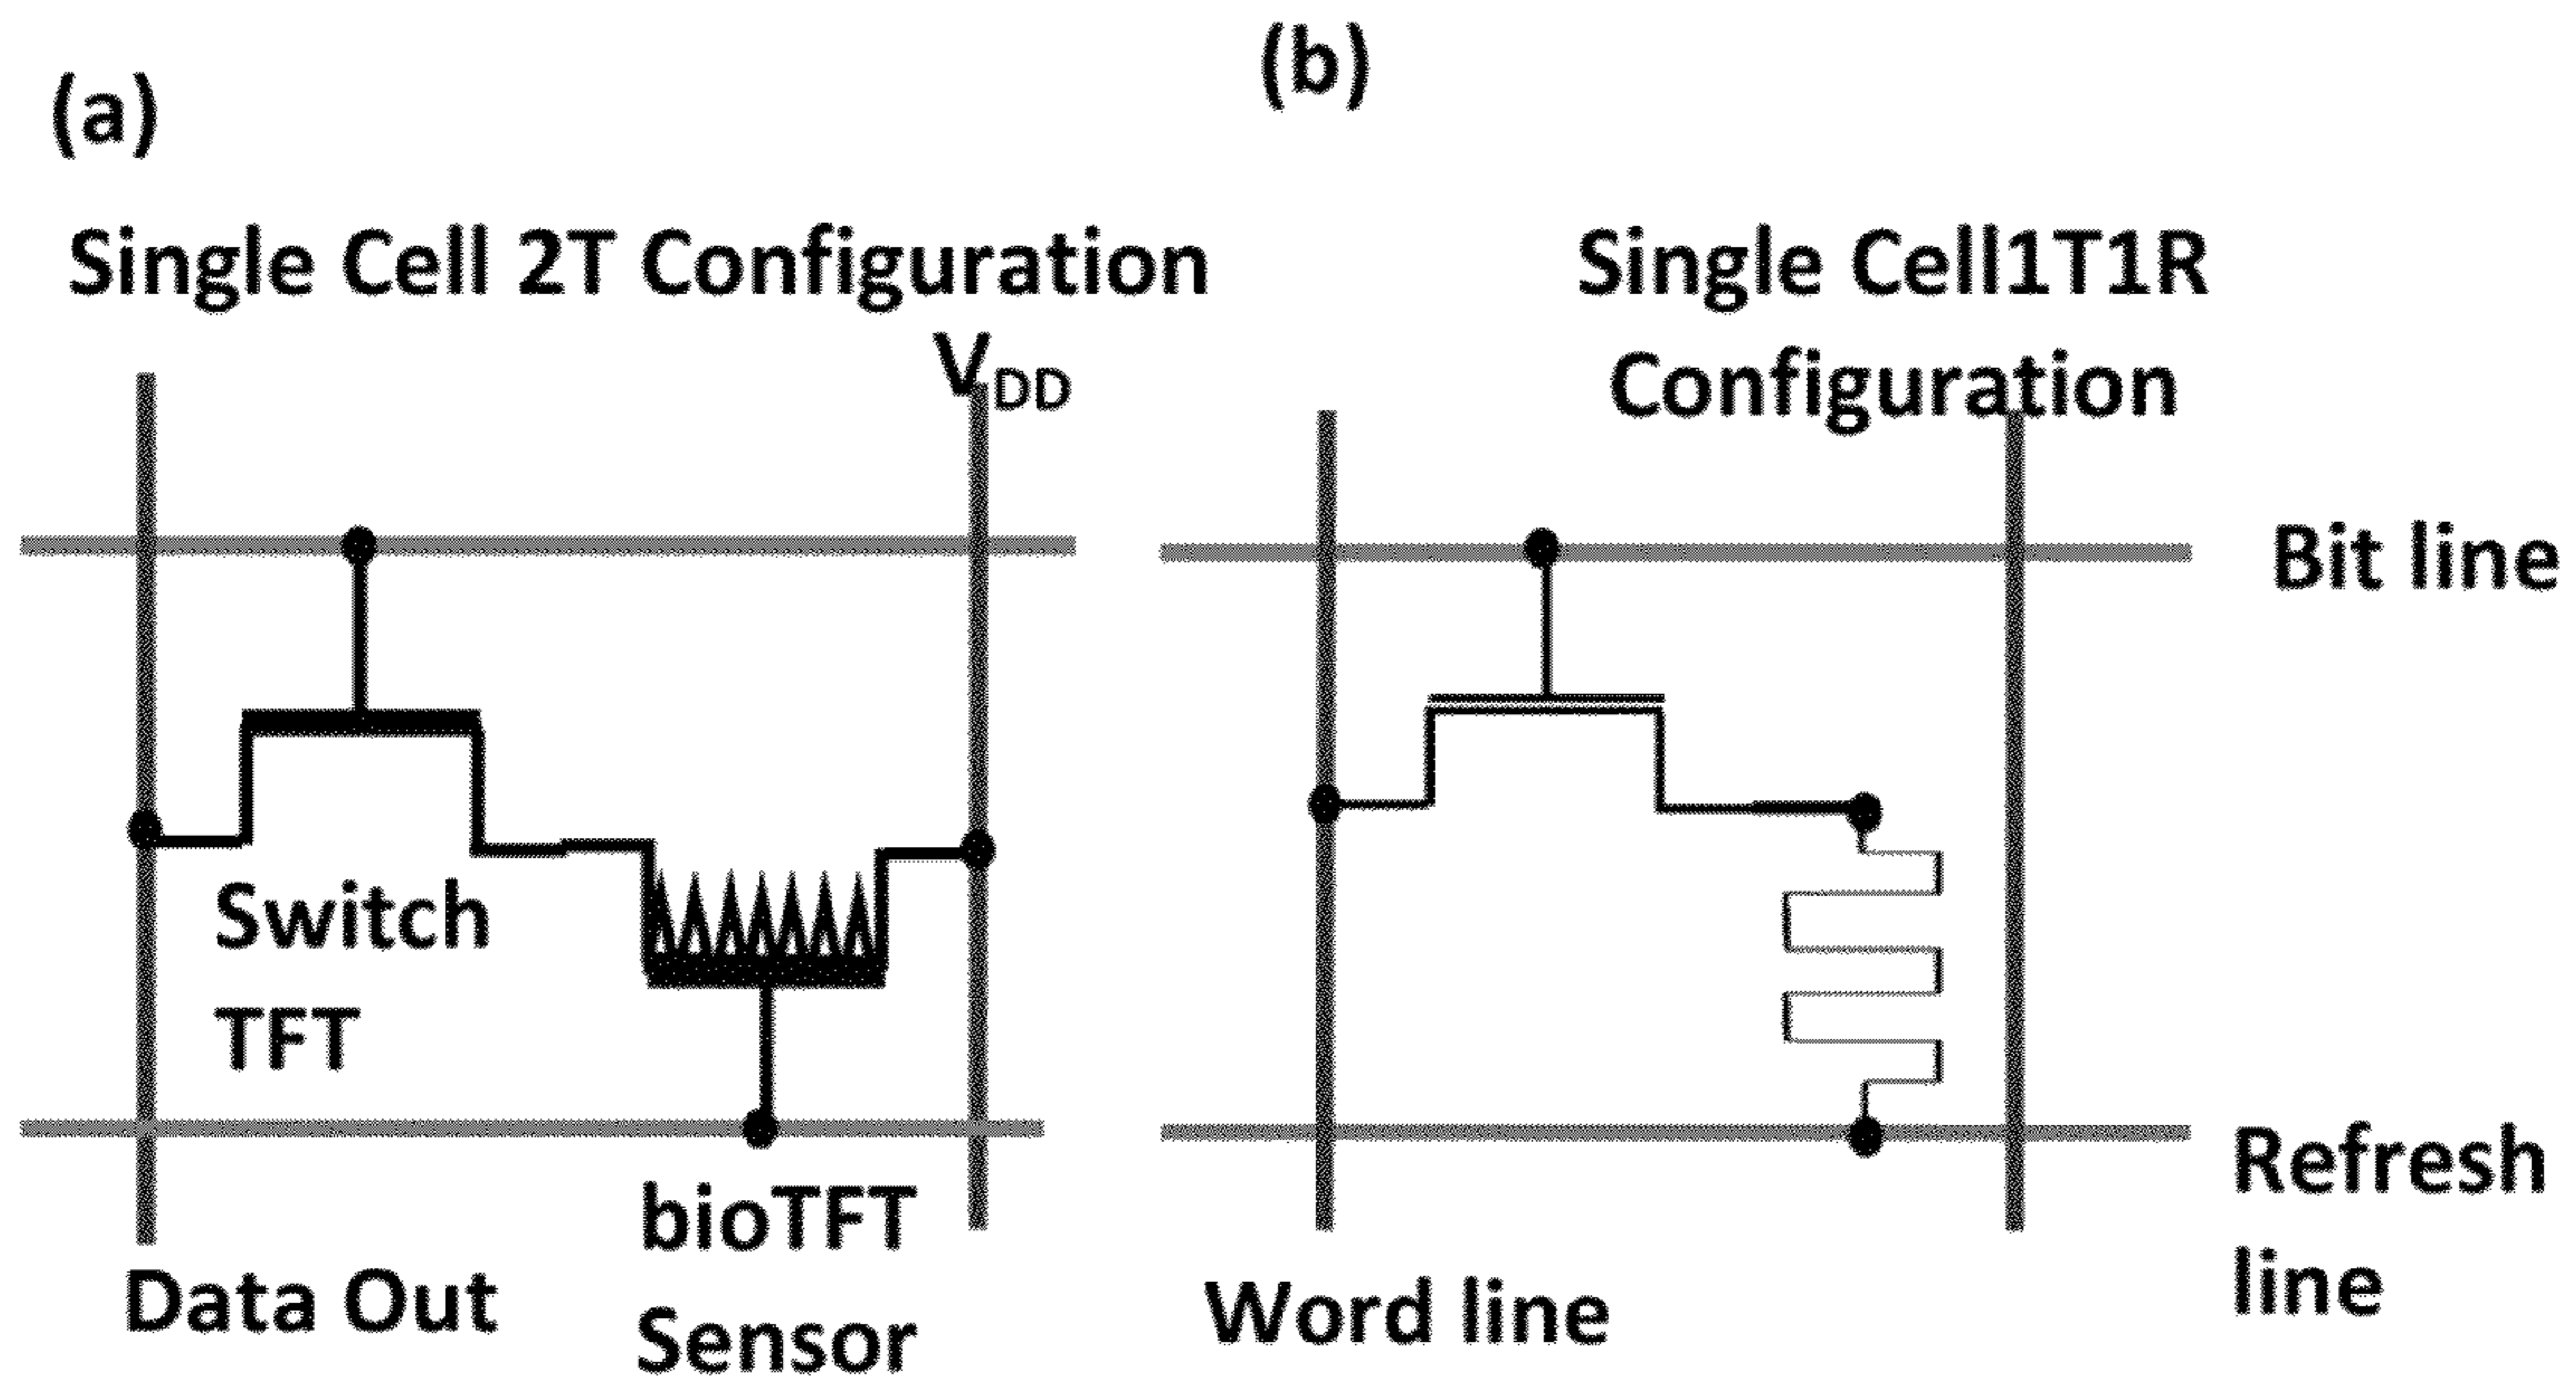 (a)
Single Cell 2T Configuration
VDD
Switch
TFT
bioTFT
Sensor
Data Out
(b)
Single Cell1T1R
Configuration
Bit line
Refresh
line
Word line